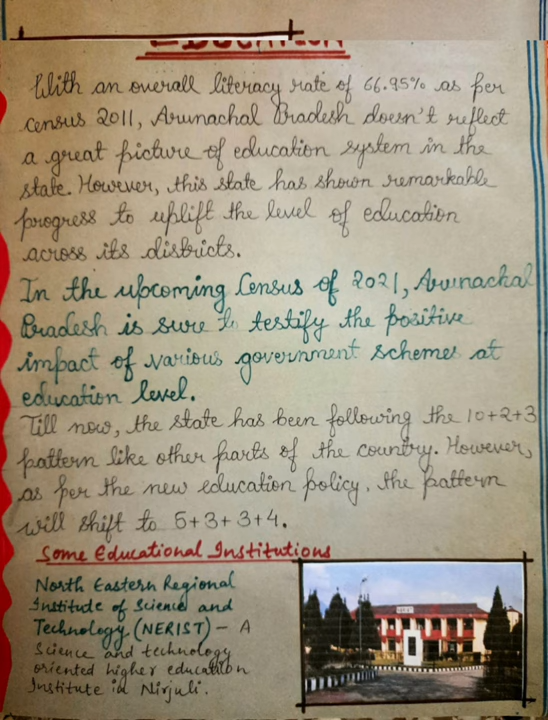 EDUCATION
With an overall literacy rate of 66.95% as per
census 2011, Arunachal Pradesh doesn't reflect
a great picture of education system in the
state. However, this state has shown remarkable
progress to uplift the level of education
across its districts.
In the upcoming Census of 2021, Arunachal
Pradesh is sure to testify the positive
impact of various government schemes at
education level.
Till now, the state has been following the 10+2+3
pattern like other parts of the country. However,
as per the new education policy, the pattern
will shift to 5+3+3+4.
Some Educational Institutions
North Eastern Regional
Institute of Science and
Technology (NERIST) – A
Science and technology
oriented higher education
Institute in Nirjuli.